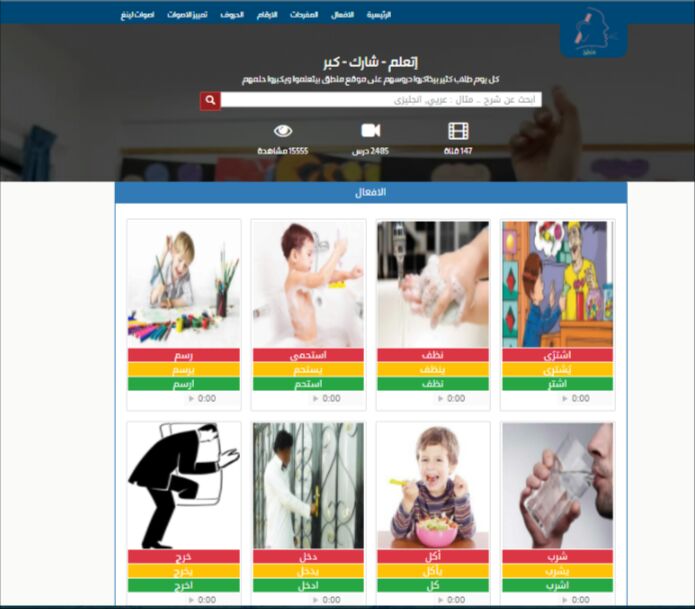 الرئيسية الافعال المفردات الارقام الحروف تمييز الاصوات اصوات لينغ
منطق
إتعلم - شارك - كبر
كل يوم طلاب كتير بيذاكروا دروسهم على موقع منطق بيتعلموا ويكبروا حلمهم
ابحث عن شرح .. مثال : عربي, انجليزى
147 قناة 2485 درس 15555 مشاهدة
الافعال
اشترى نظف استحمى رسم
يشترى ينظف يستحم يرسم
اشتر نظف استحم ارسم
0:00 0:00 0:00 0:00
شرب أكل دخل خرج
يشرب يأكل يدخل يخرج
اشرب كل ادخل اخرج
0:00 0:00 0:00 0:00